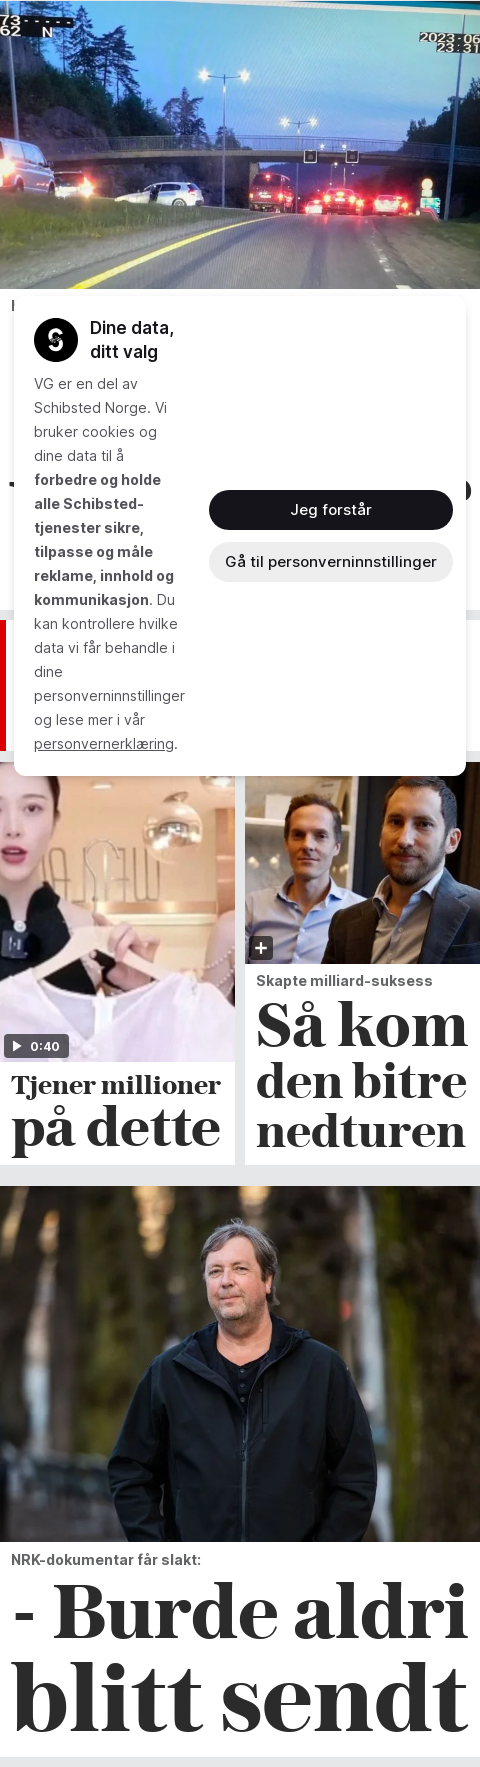 73-----
62 N
2023-06
23:31
Dine data,
ditt valg
VG er en del av
Schibsted Norge. Vi
bruker cookies og
dine data til å
forbedre og holde
alle Schibsted-
tjenester sikre,
tilpasse og måle
reklame, innhold og
kommunikasjon. Du
kan kontrollere hvilke
data vi får behandle i
dine
personverninnstillinger
og lese mer i vår
personvernerklæring.
Jeg forstår
Gå til personverninnstillinger
0:40
Tjener millioner
på dette
Skapte milliard-suksess
Så kom
den bitre
nedturen
NRK-dokumentar får slakt:
- Burde aldri
blitt sendt